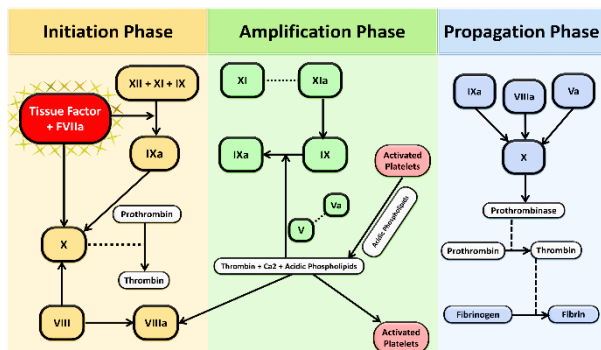 Initiation Phase
Amplification Phase
Propagation Phase
XII + XI + IX
Tissue Factor
+ FVIIa
IXa
Prothrombin
X
Thrombin
VIII
VIIIa
XI
XIa
IXa
IX
Activated
Platelets
Acidic Phospholipids
Va
V
Thrombin + Ca2 + Acidic Phospholipids
Activated
Platelets
IXa
VIIIa
Va
X
Prothrombinase
Prothrombin
Thrombin
Fibrinogen
Fibrin